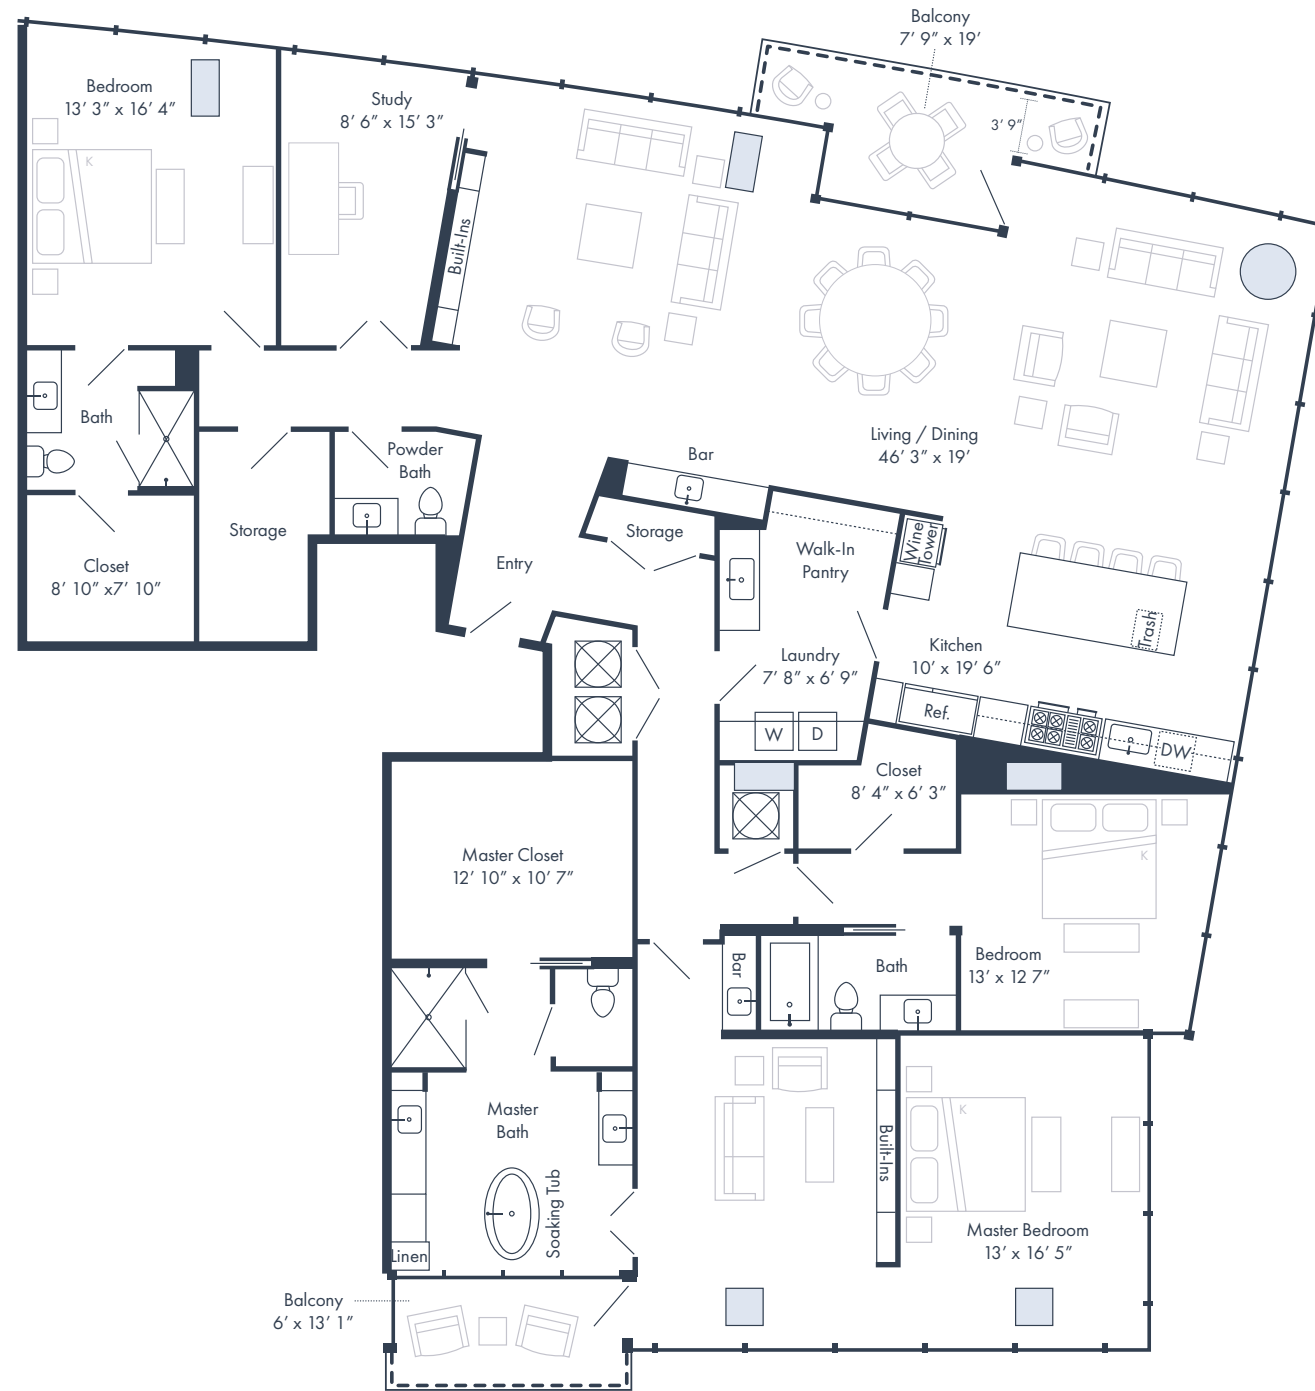 Balcony
7’ 9” x 19’
3’ 9”
Bedroom
13’ 3” x 16’ 4”
K
Study
8’ 6” x 15’ 3”
Built-Ins
Bath
Powder
Bath
Storage
Closet
8’ 10” x7’ 10”
Entry
Bar
Storage
Living / Dining
46’ 3” x 19’
Walk-In
Pantry
Wine
Tower
Trash
Kitchen
10’ x 19’ 6”
Laundry
7’ 8” x 6’ 9”
W
D
Ref.
DW
Closet
8’ 4” x 6’ 3”
Master Closet
12’ 10” x 10’ 7”
K
Bar
Bath
Bedroom
13’ x 12 7”
Master
Bath
Soaking Tub
Linen
Built-Ins
K
Master Bedroom
13’ x 16’ 5”
Balcony
6’ x 13’ 1”